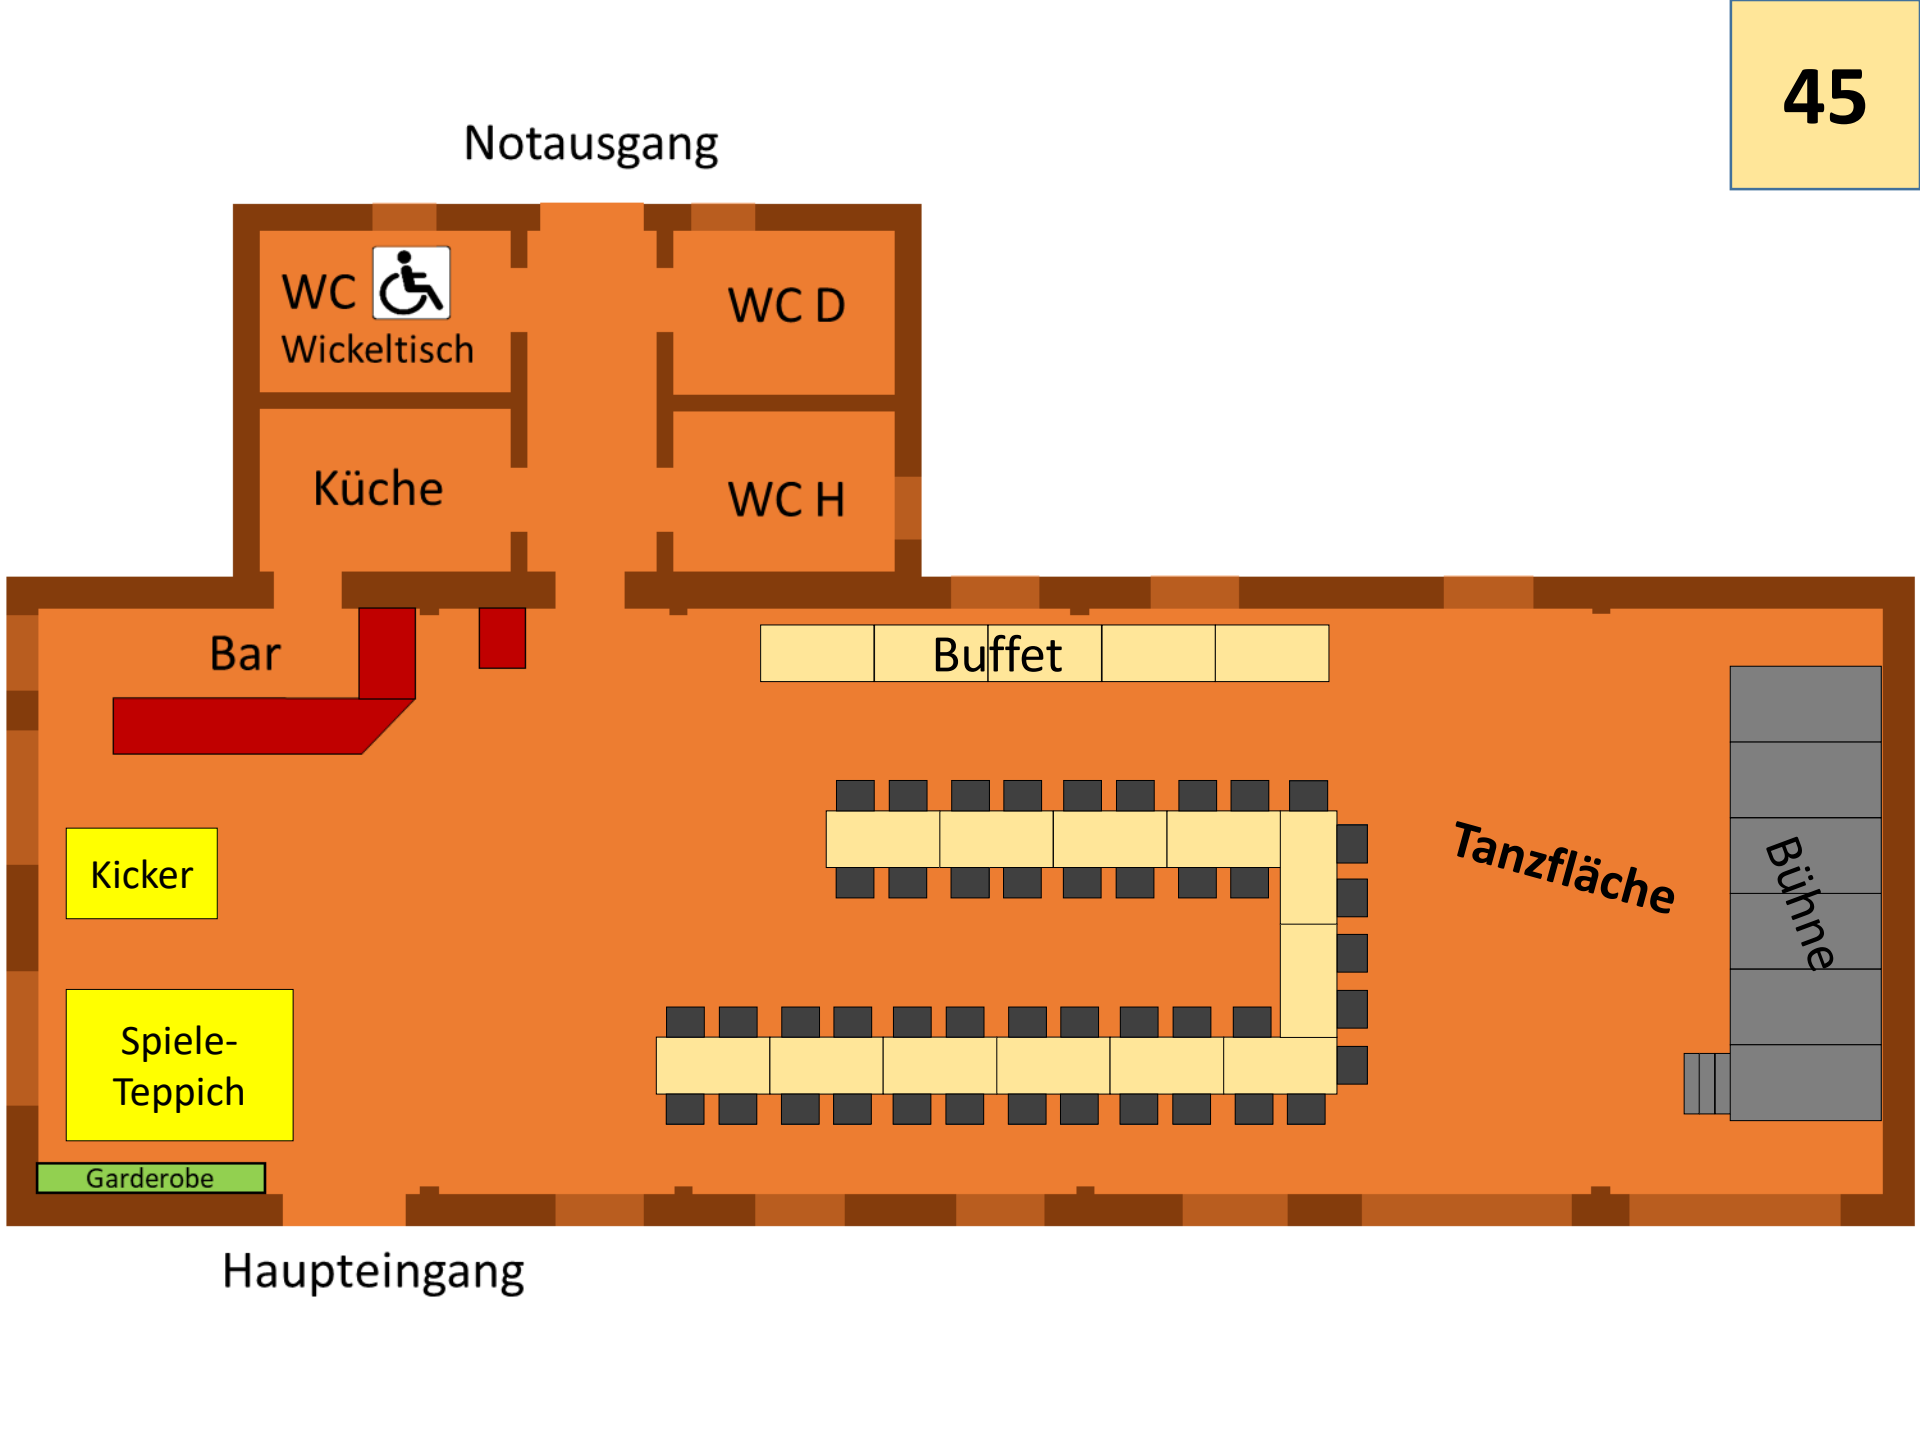 45
Notausgang
WC
Wickeltisch
WC D
Küche
WC H
Bar
Buffet
Kicker
Tanzfläche
Bühne
Spiele-
Teppich
Garderobe
Haupteingang